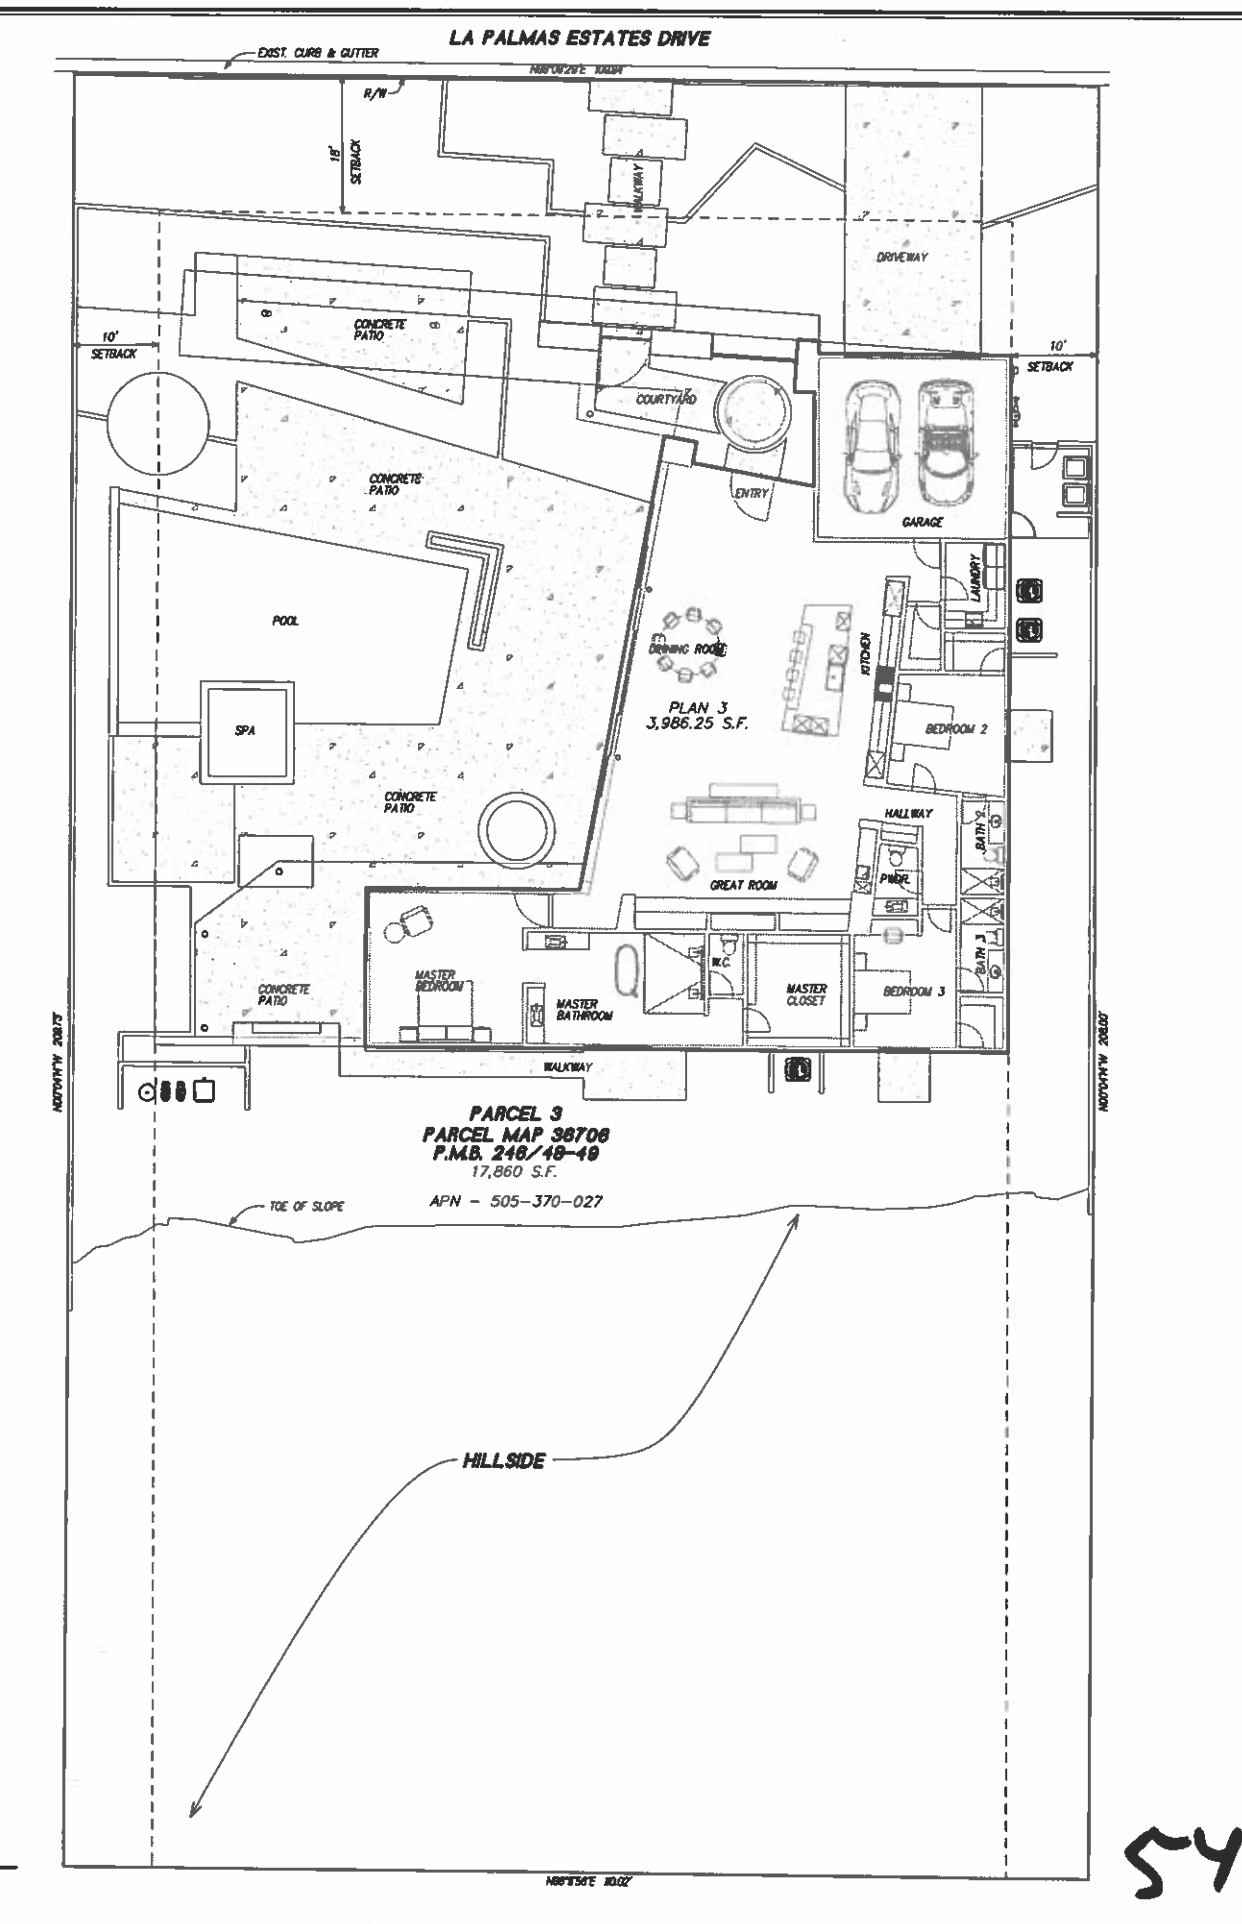 LA PALMAS ESTATES DRIVE
EXIST. CURB & GUTTER
R/W
18'
SETBACK
WALKWAY
DRIVEWAY
10'
SETBACK
CONCRETE
PATIO
10'
SETBACK
COURTYARD
CONCRETE
PATIO
ENTRY
GARAGE
LAUNDRY
POOL
DINING ROOM
KITCHEN
PLAN 3
3,986.25 S.F.
BEDROOM 2
SPA
CONCRETE
PATIO
HALLWAY
BATH 2
PWDR.
GREAT ROOM
BATH 3
W.C.
MASTER
BEDROOM
MASTER
CLOSET
BEDROOM 3
CONCRETE
PATIO
MASTER
BATHROOM
WALKWAY
PARCEL 3
PARCEL MAP 36706
P.M.B. 246/48-49
17,860 S.F.
APN - 505-370-027
TOE OF SLOPE
HILLSIDE
54